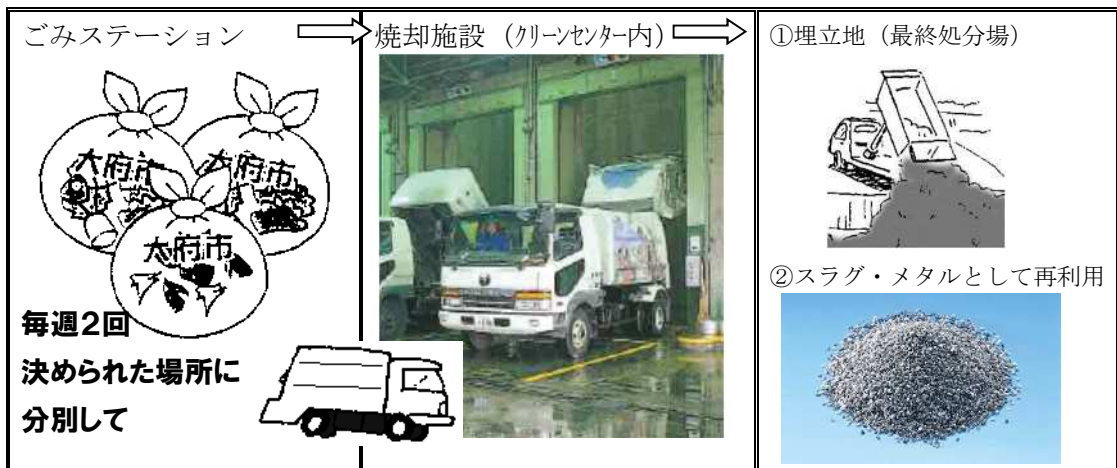 ごみステーション
大府市
大府市
大府市
毎週2回
決められた場所に
分別して
焼却施設（クリーンセンター内）
①埋立地（最終処分場）
②スラグ・メタルとして再利用